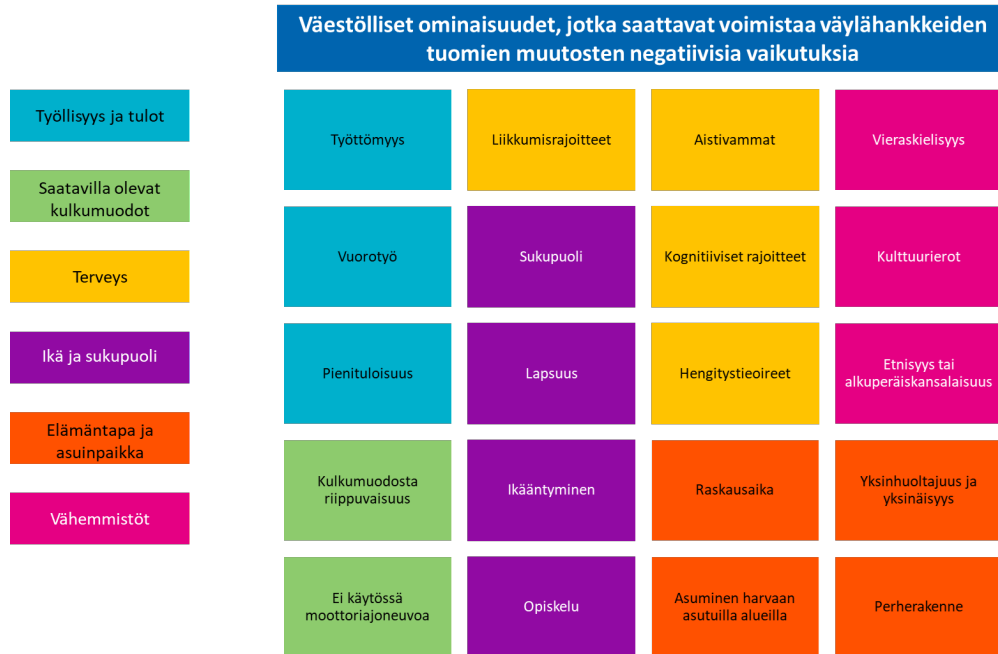 Väestölliset ominaisuudet, jotka saattavat voimistaa väylähankkeiden
tuomien muutosten negatiivisia vaikutuksia
Työllisyys ja tulot
Saatavilla olevat
kulkumuodot
Terveys
Ikä ja sukupuoli
Elämäntapa ja
asuinpaikka
Vähemmistöt
Työttömyys
Liikkumisrajoitteet
Aistivammat
Vieraskielisyys
Vuorotyö
Sukupuoli
Kognitiiviset rajoitteet
Kulttuurierot
Pienituloisuus
Lapsuus
Hengitystieoireet
Etnisyys tai
alkuperäiskansalaisuus
Kulkumuodosta
riippuvaisuus
Ikääntyminen
Raskausaika
Yksinhuoltajuus ja
yksinäisyys
Ei käytössä
moottoriajoneuvoa
Opiskelu
Asuminen harvaan
asutuilla alueilla
Perherakenne